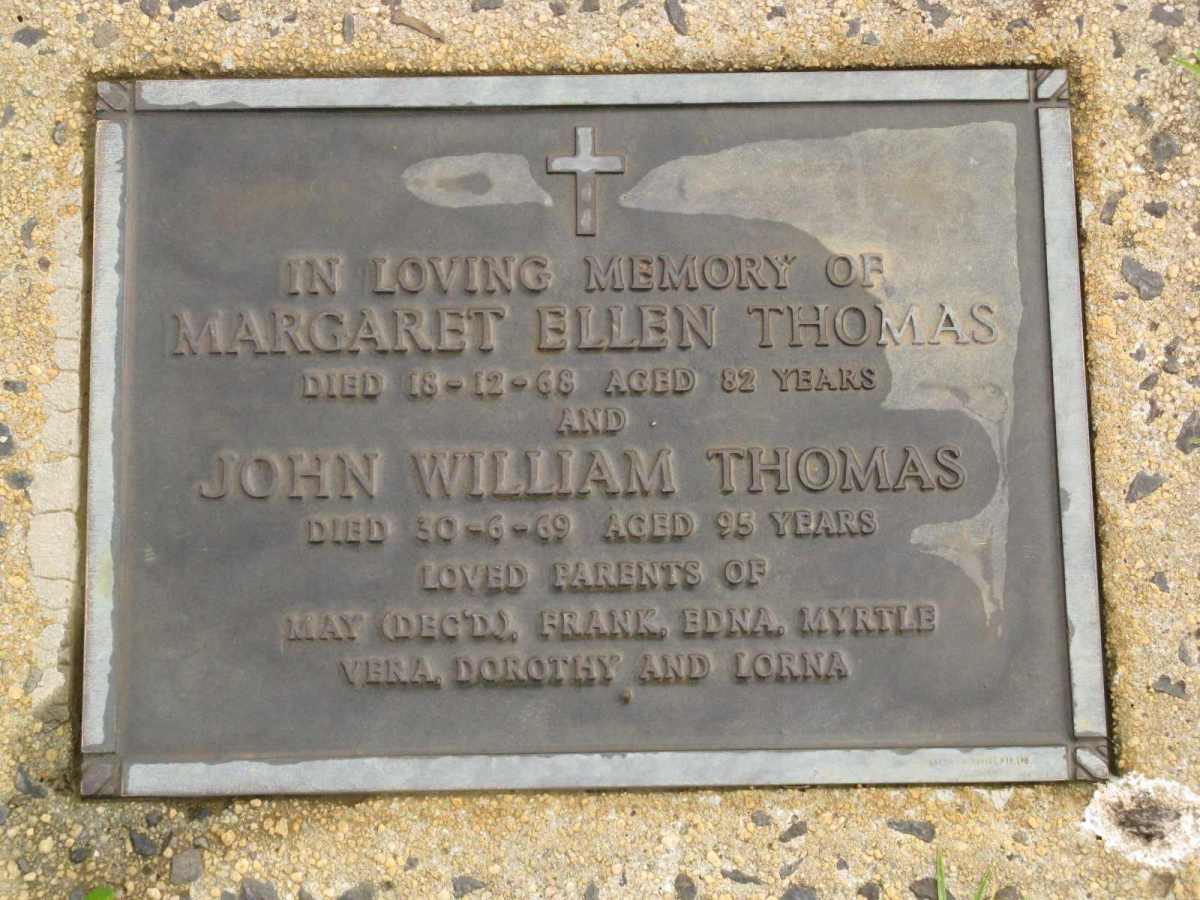 IN LOVING MEMORY OF
MARGARET ELLEN THOMAS
DIED 18-12-68 AGED 82 YEARS
AND
JOHN WILLIAM THOMAS
DIED 30-6-69 AGED 95 YEARS
LOVED PARENTS OF
MAY (DEC'D.), FRANK, EDNA, MYRTLE
VERA, DOROTHY AND LORNA